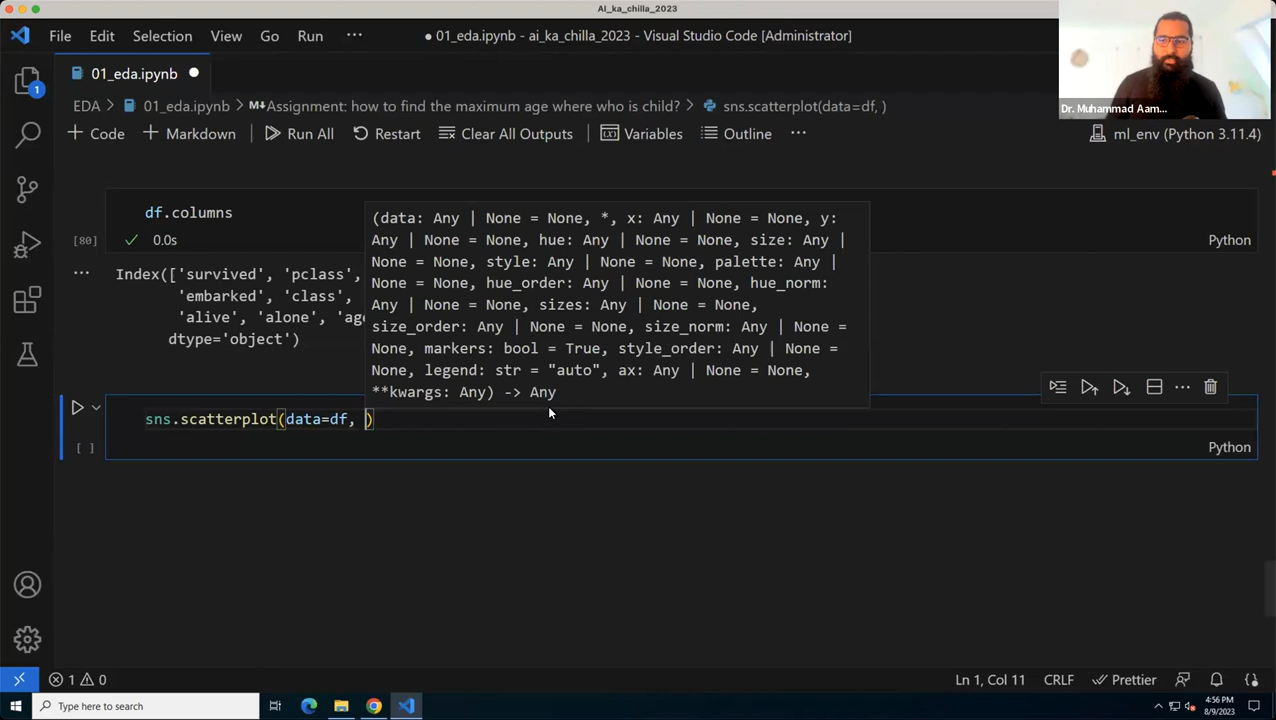 Ai_ka_chilla_2023
File Edit Selection View Go Run ···
● 01_eda.ipynb - ai_ka_chilla_2023 - Visual Studio Code [Administrator]
01_eda.ipynb
EDA > 01_eda.ipynb > M↓Assignment: how to find the maximum age where who is child? > sns.scatterplot(data=df, )
+ Code + Markdown Run All Restart Clear All Outputs (x) Variables Outline ··· ml_env (Python 3.11.4)
Dr. Muhammad Aam...
1
df.columns
[80] ✓ 0.0s Python
··· Index(['survived', 'pclass',
'embarked', 'class',
'alive', 'alone', 'age
dtype='object')
(data: Any | None = None, *, x: Any | None = None, y:
Any | None = None, hue: Any | None = None, size: Any |
None = None, style: Any | None = None, palette: Any |
None = None, hue_order: Any | None = None, hue_norm:
Any | None = None, sizes: Any | None = None,
size_order: Any | None = None, size_norm: Any | None =
None, markers: bool = True, style_order: Any | None =
None, legend: str = "auto", ax: Any | None = None,
**kwargs: Any) -> Any
sns.scatterplot(data=df, )
[ ] Python
1 0 Ln 1, Col 11 CRLF Prettier
Type here to search
4:56 PM
8/9/2023